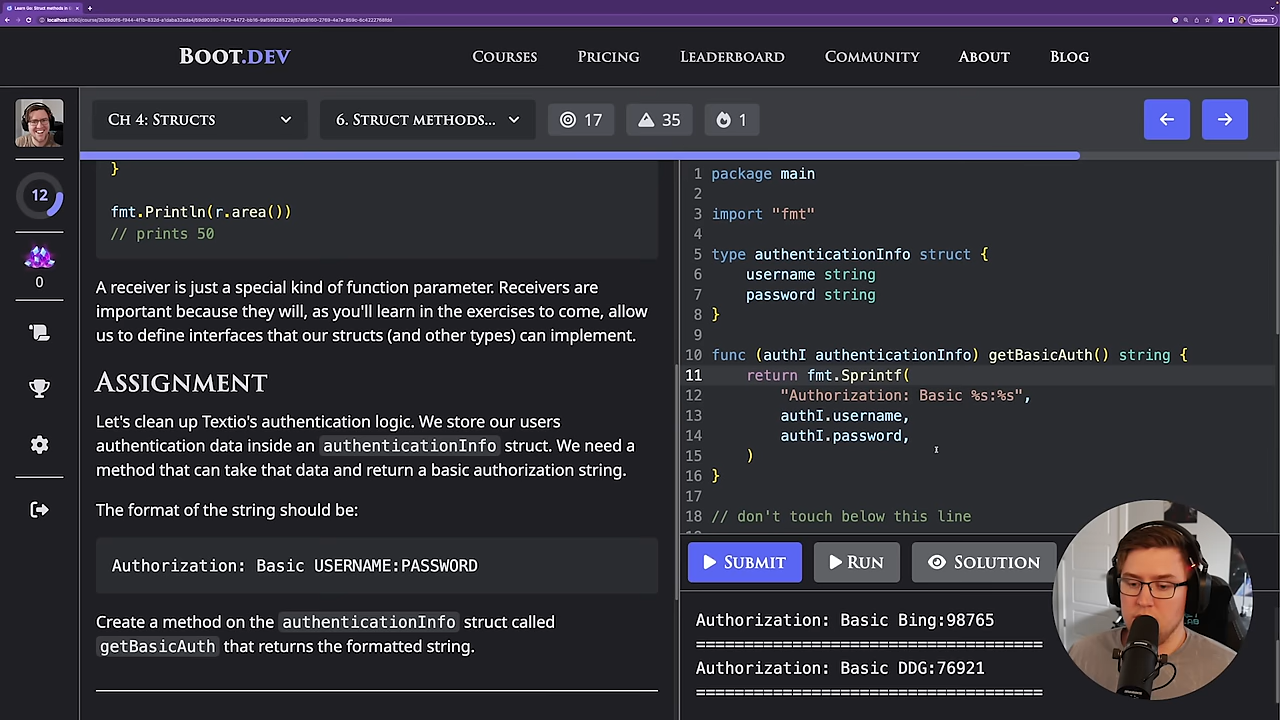 Learn Go: Struct methods in
localhost:8080/course/
Update
BOOT.DEV
COURSES
PRICING
LEADERBOARD
COMMUNITY
ABOUT
BLOG
CH 4: STRUCTS
6. STRUCT METHODS...
17
35
1
12
0
}
fmt.Println(r.area())
// prints 50
A receiver is just a special kind of function parameter. Receivers are
important because they will, as you'll learn in the exercises to come, allow
us to define interfaces that our structs (and other types) can implement.
ASSIGNMENT
Let's clean up Textio's authentication logic. We store our users
authentication data inside an authenticationInfo struct. We need a
method that can take that data and return a basic authorization string.
The format of the string should be:
Authorization: Basic USERNAME:PASSWORD
Create a method on the authenticationInfo struct called
getBasicAuth that returns the formatted string.
1 package main
2
3 import "fmt"
4
5 type authenticationInfo struct {
6 username string
7 password string
8 }
9
10 func (authI authenticationInfo) getBasicAuth() string {
11 return fmt.Sprintf(
12 "Authorization: Basic %s:%s",
13 authI.username,
14 authI.password,
15 )
16 }
17
18 // don't touch below this line
SUBMIT
RUN
SOLUTION
Authorization: Basic Bing:98765
====================================
Authorization: Basic DDG:76921
====================================